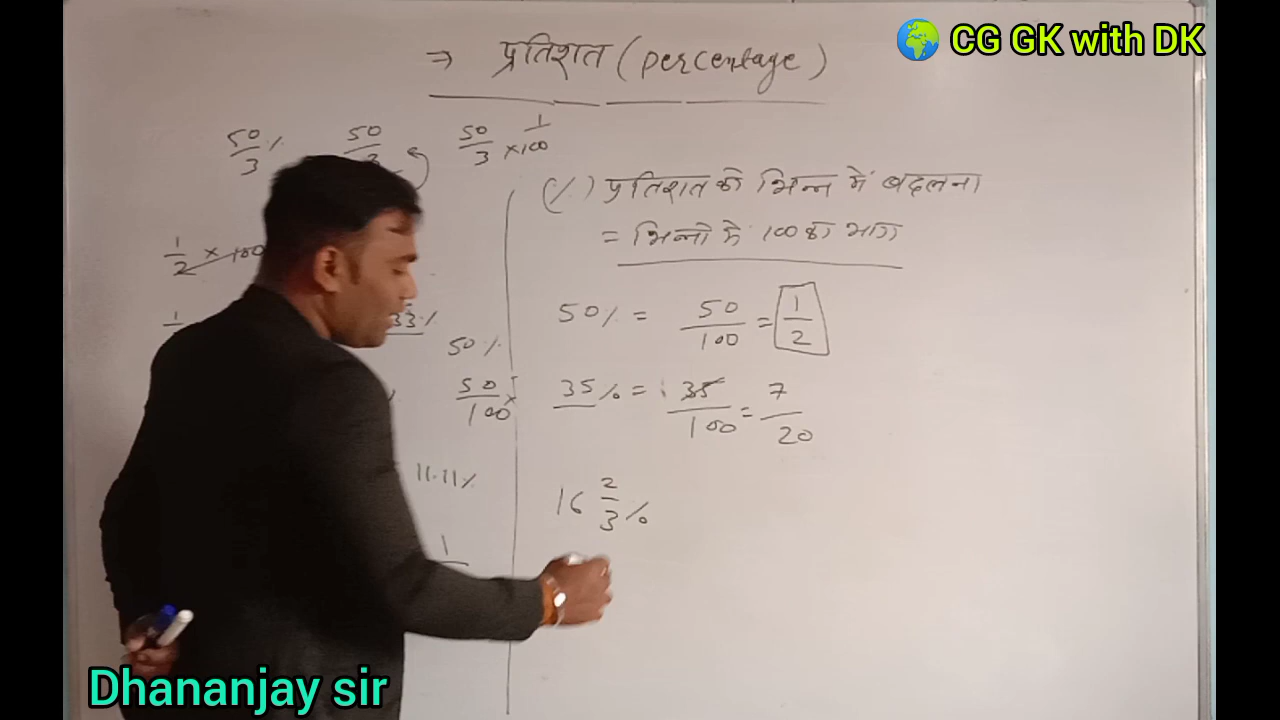 CG GK with DK
⇒ प्रतिशत (percentage)
50/3 % 50/3 50/3 × 1/100
1/2 × 100
33%
50%
50/100 ×
11.11%
1
(%) प्रतिशत को भिन्न में बदलना
= भिन्नो में 100 का भाग
50% = 50/100 = 1/2
35% = 35/100 = 7/20
16 2/3 %
Dhananjay sir